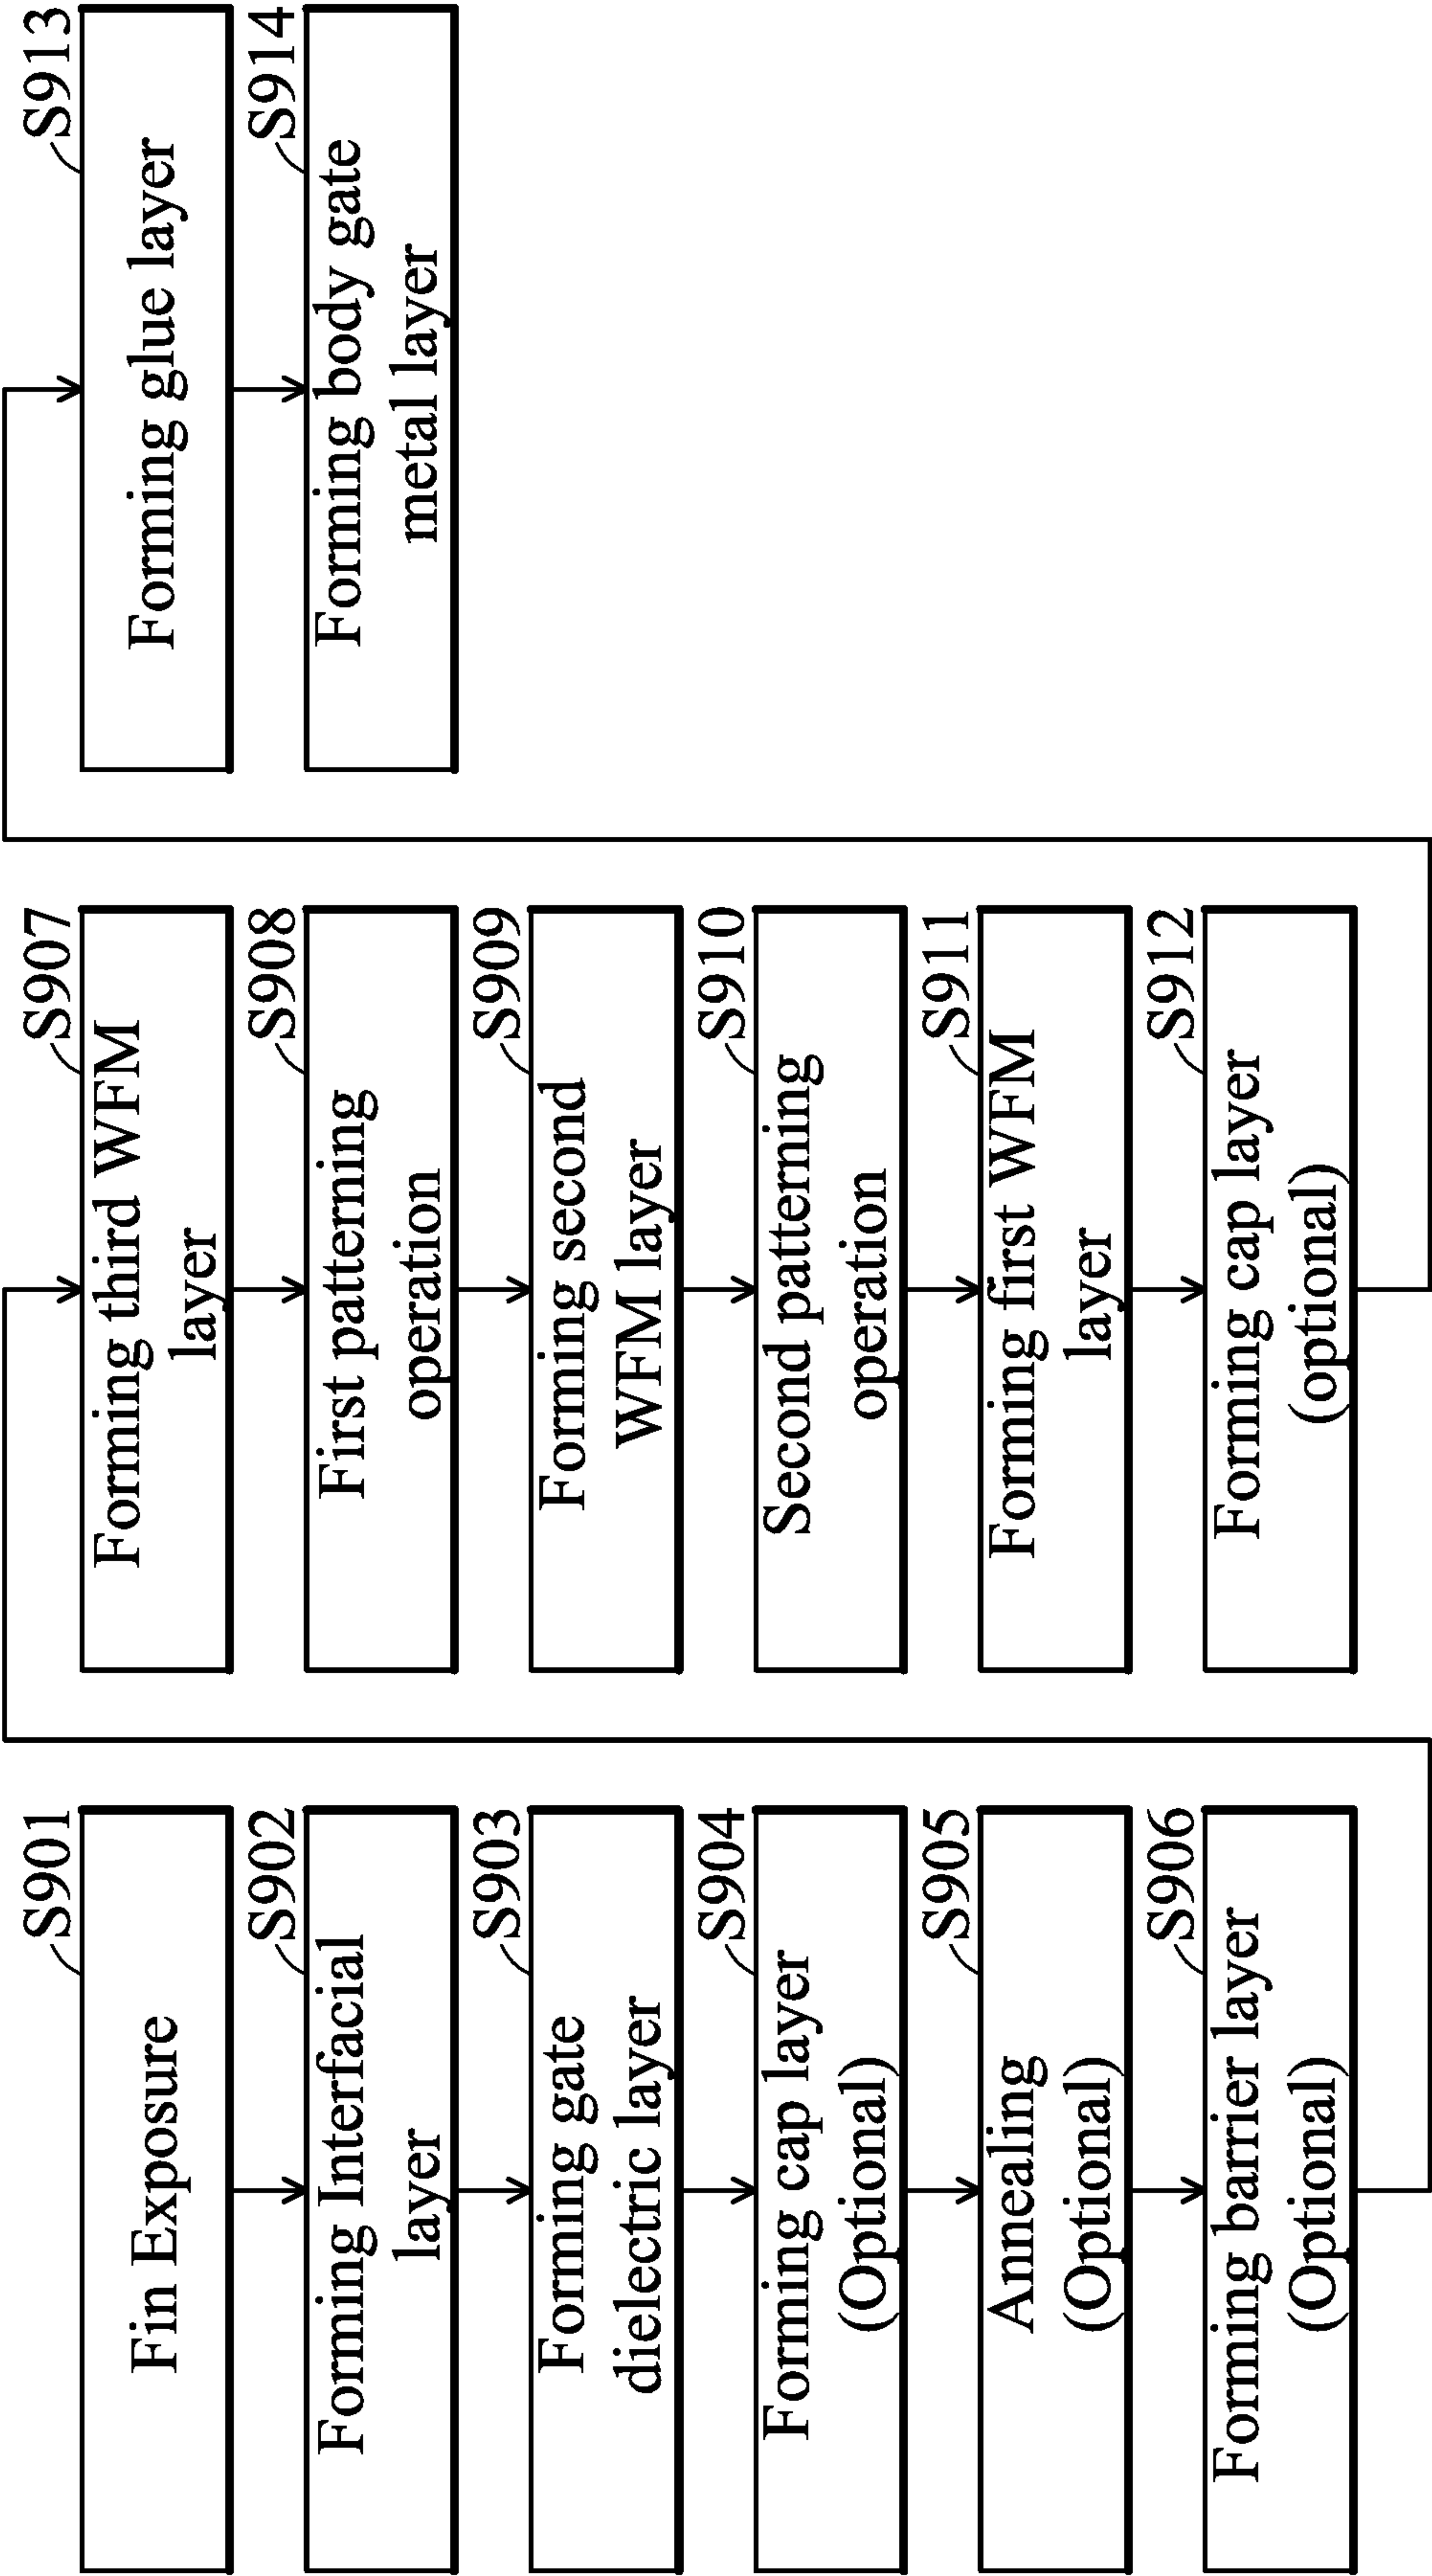 S901
Fin Exposure
S902
Forming Interfacial
layer
S903
Forming gate
dielectric layer
S904
Forming cap layer
(Optional)
S905
Annealing
(Optional)
S906
Forming barrier layer
(Optional)
S907
Forming third WFM
layer
S908
First patterning
operation
S909
Forming second
WFM layer
S910
Second patterning
operation
S911
Forming first WFM
layer
S912
Forming cap layer
(optional)
S913
Forming glue layer
S914
Forming body gate
metal layer